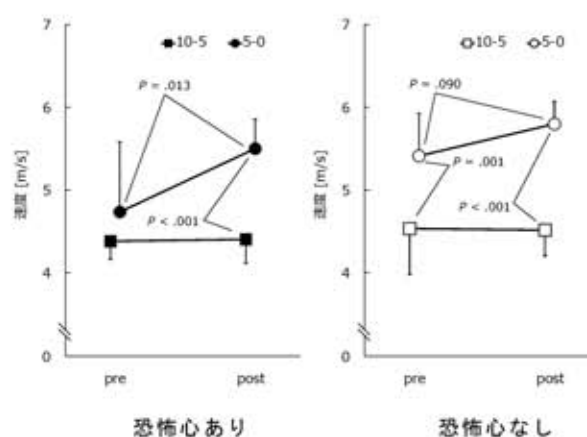 7
6
5
4
0
速度 [m/s]
10-5
5-0
P = .013
P < .001
pre
post
恐怖心あり
7
6
5
4
0
速度 [m/s]
10-5
5-0
P = .090
P = .001
P < .001
pre
post
恐怖心なし